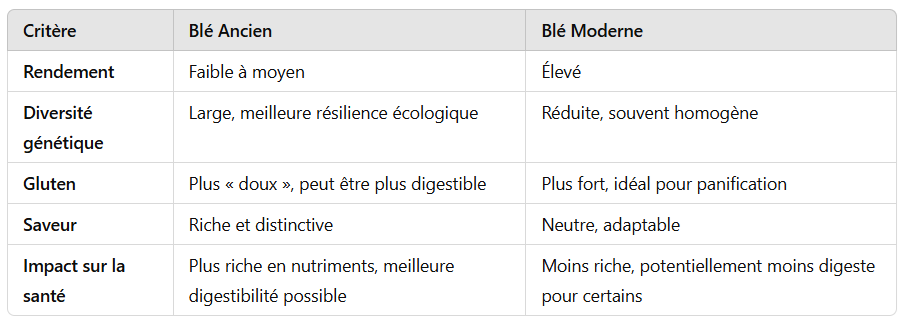 Critère Blé Ancien Blé Moderne
Rendement Faible à moyen Élevé
Diversité Large, meilleure résilience écologique Réduite, souvent homogène
génétique
Gluten Plus « doux », peut être plus digestible Plus fort, idéal pour panification
Saveur Riche et distinctive Neutre, adaptable
Impact sur la Plus riche en nutriments, meilleure Moins riche, potentiellement moins digeste
santé digestibilité possible pour certains